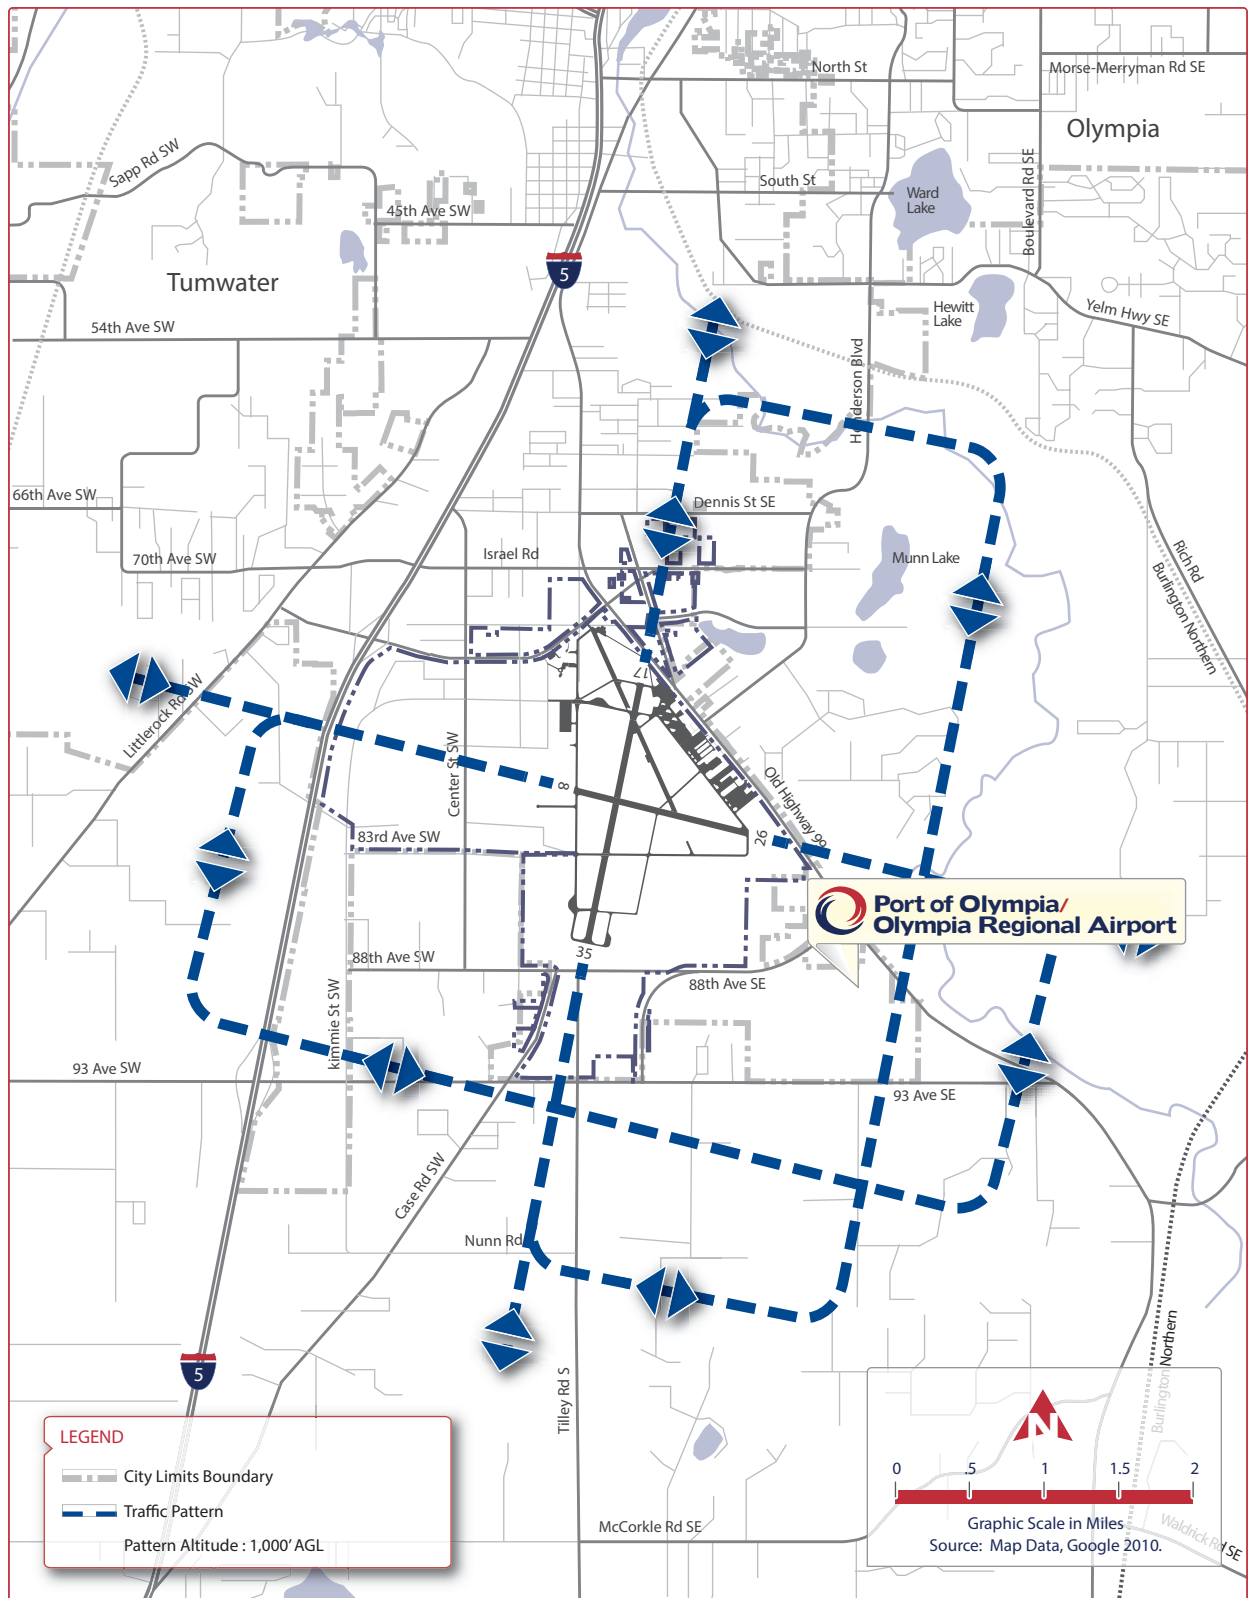 North St
Morse-Merryman Rd SE
Olympia
Sapp Rd SW
South St
Boulevard Rd SE
Ward
Lake
45th Ave SW
5
Tumwater
Hewitt
Lake
Yelm Hwy SE
54th Ave SW
Henderson Blvd
66th Ave SW
Dennis St SE
Israel Rd
70th Ave SW
Munn Lake
Rich Rd
Burlington Northern
17
Littlerock Rd SW
Center St SW
8
Old Highway 99
26
83rd Ave SW
Port of Olympia/
Olympia Regional Airport
35
88th Ave SW
88th Ave SE
kimmie St SW
93 Ave SW
93 Ave SE
Case Rd SW
Nunn Rd
5
Tilley Rd S
Burlington Northern
LEGEND
City Limits Boundary
Traffic Pattern
Pattern Altitude : 1,000’ AGL
N
0 .5 1 1.5 2
Graphic Scale in Miles
Source: Map Data, Google 2010.
McCorkle Rd SE
Waldrick Rd SE